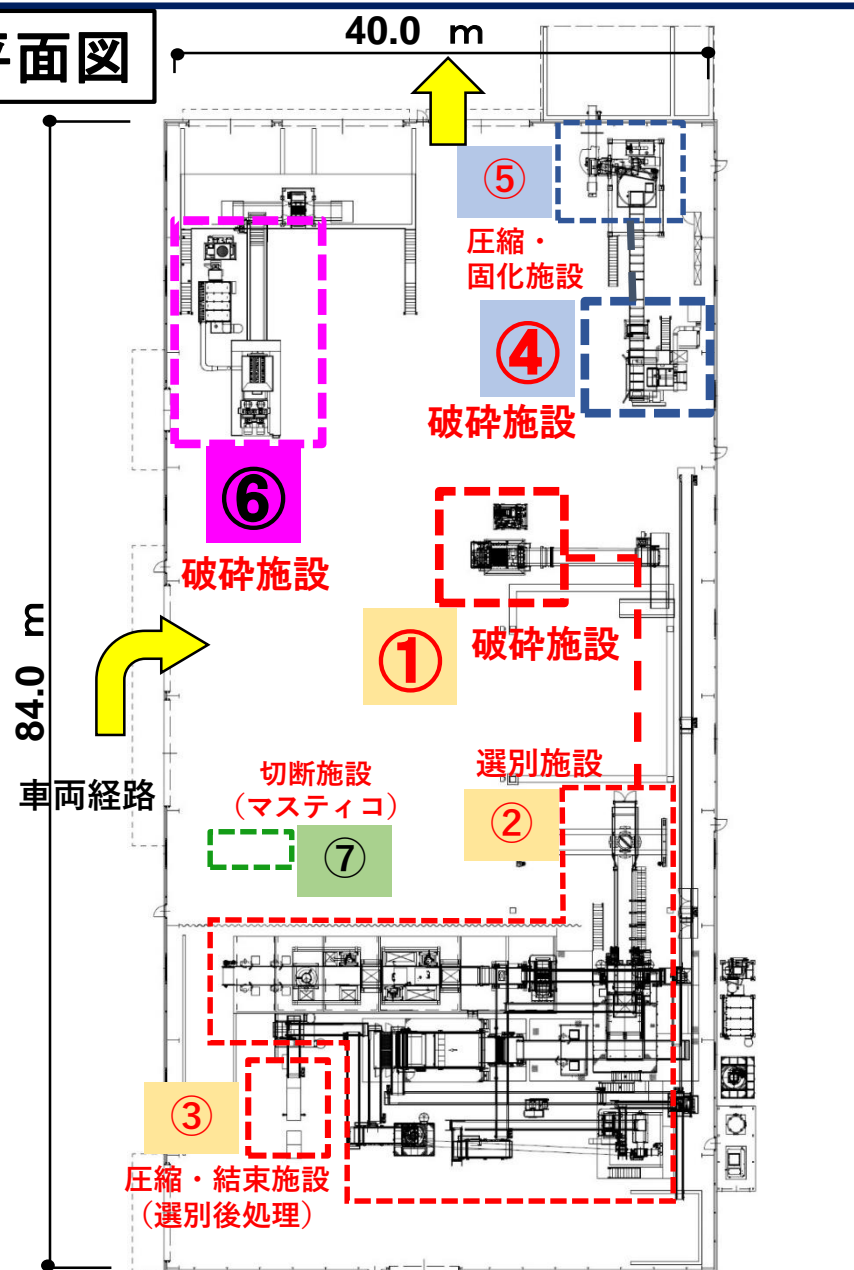 平面図
40.0 m
⑤
圧縮・
固化施設
④
破砕施設
⑥
破砕施設
①
破砕施設
84.0 m
車両経路
選別施設
②
切断施設
（マスティコ）
⑦
③
圧縮・結束施設
（選別後処理）